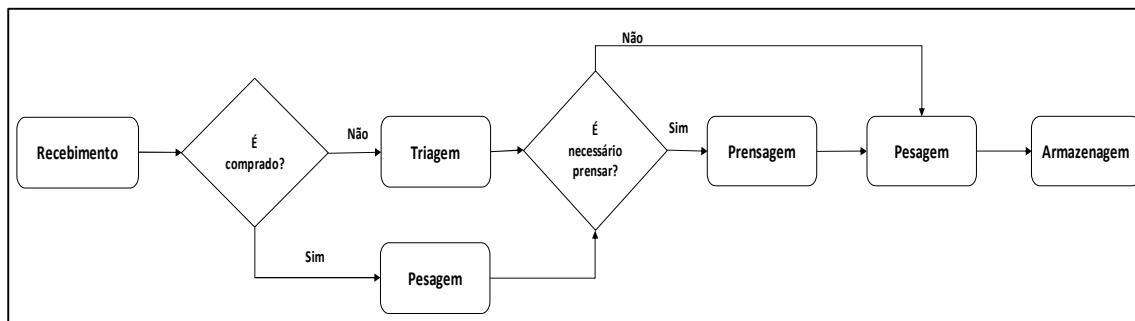 Recebimento
É
comprado?
Não
Triagem
Sim
Pesagem
É
necessário
prensar?
Não
Sim
Prensagem
Pesagem
Armazenagem